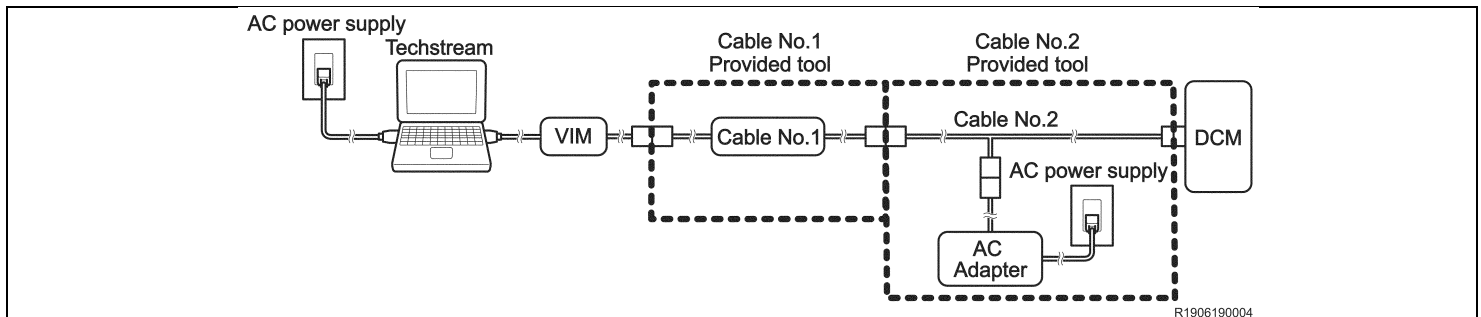 AC power supply
Techstream
Cable No.1
Provided tool
Cable No.2
Provided tool
VIM
Cable No.1
Cable No.2
DCM
AC power supply
AC
Adapter
R1906190004